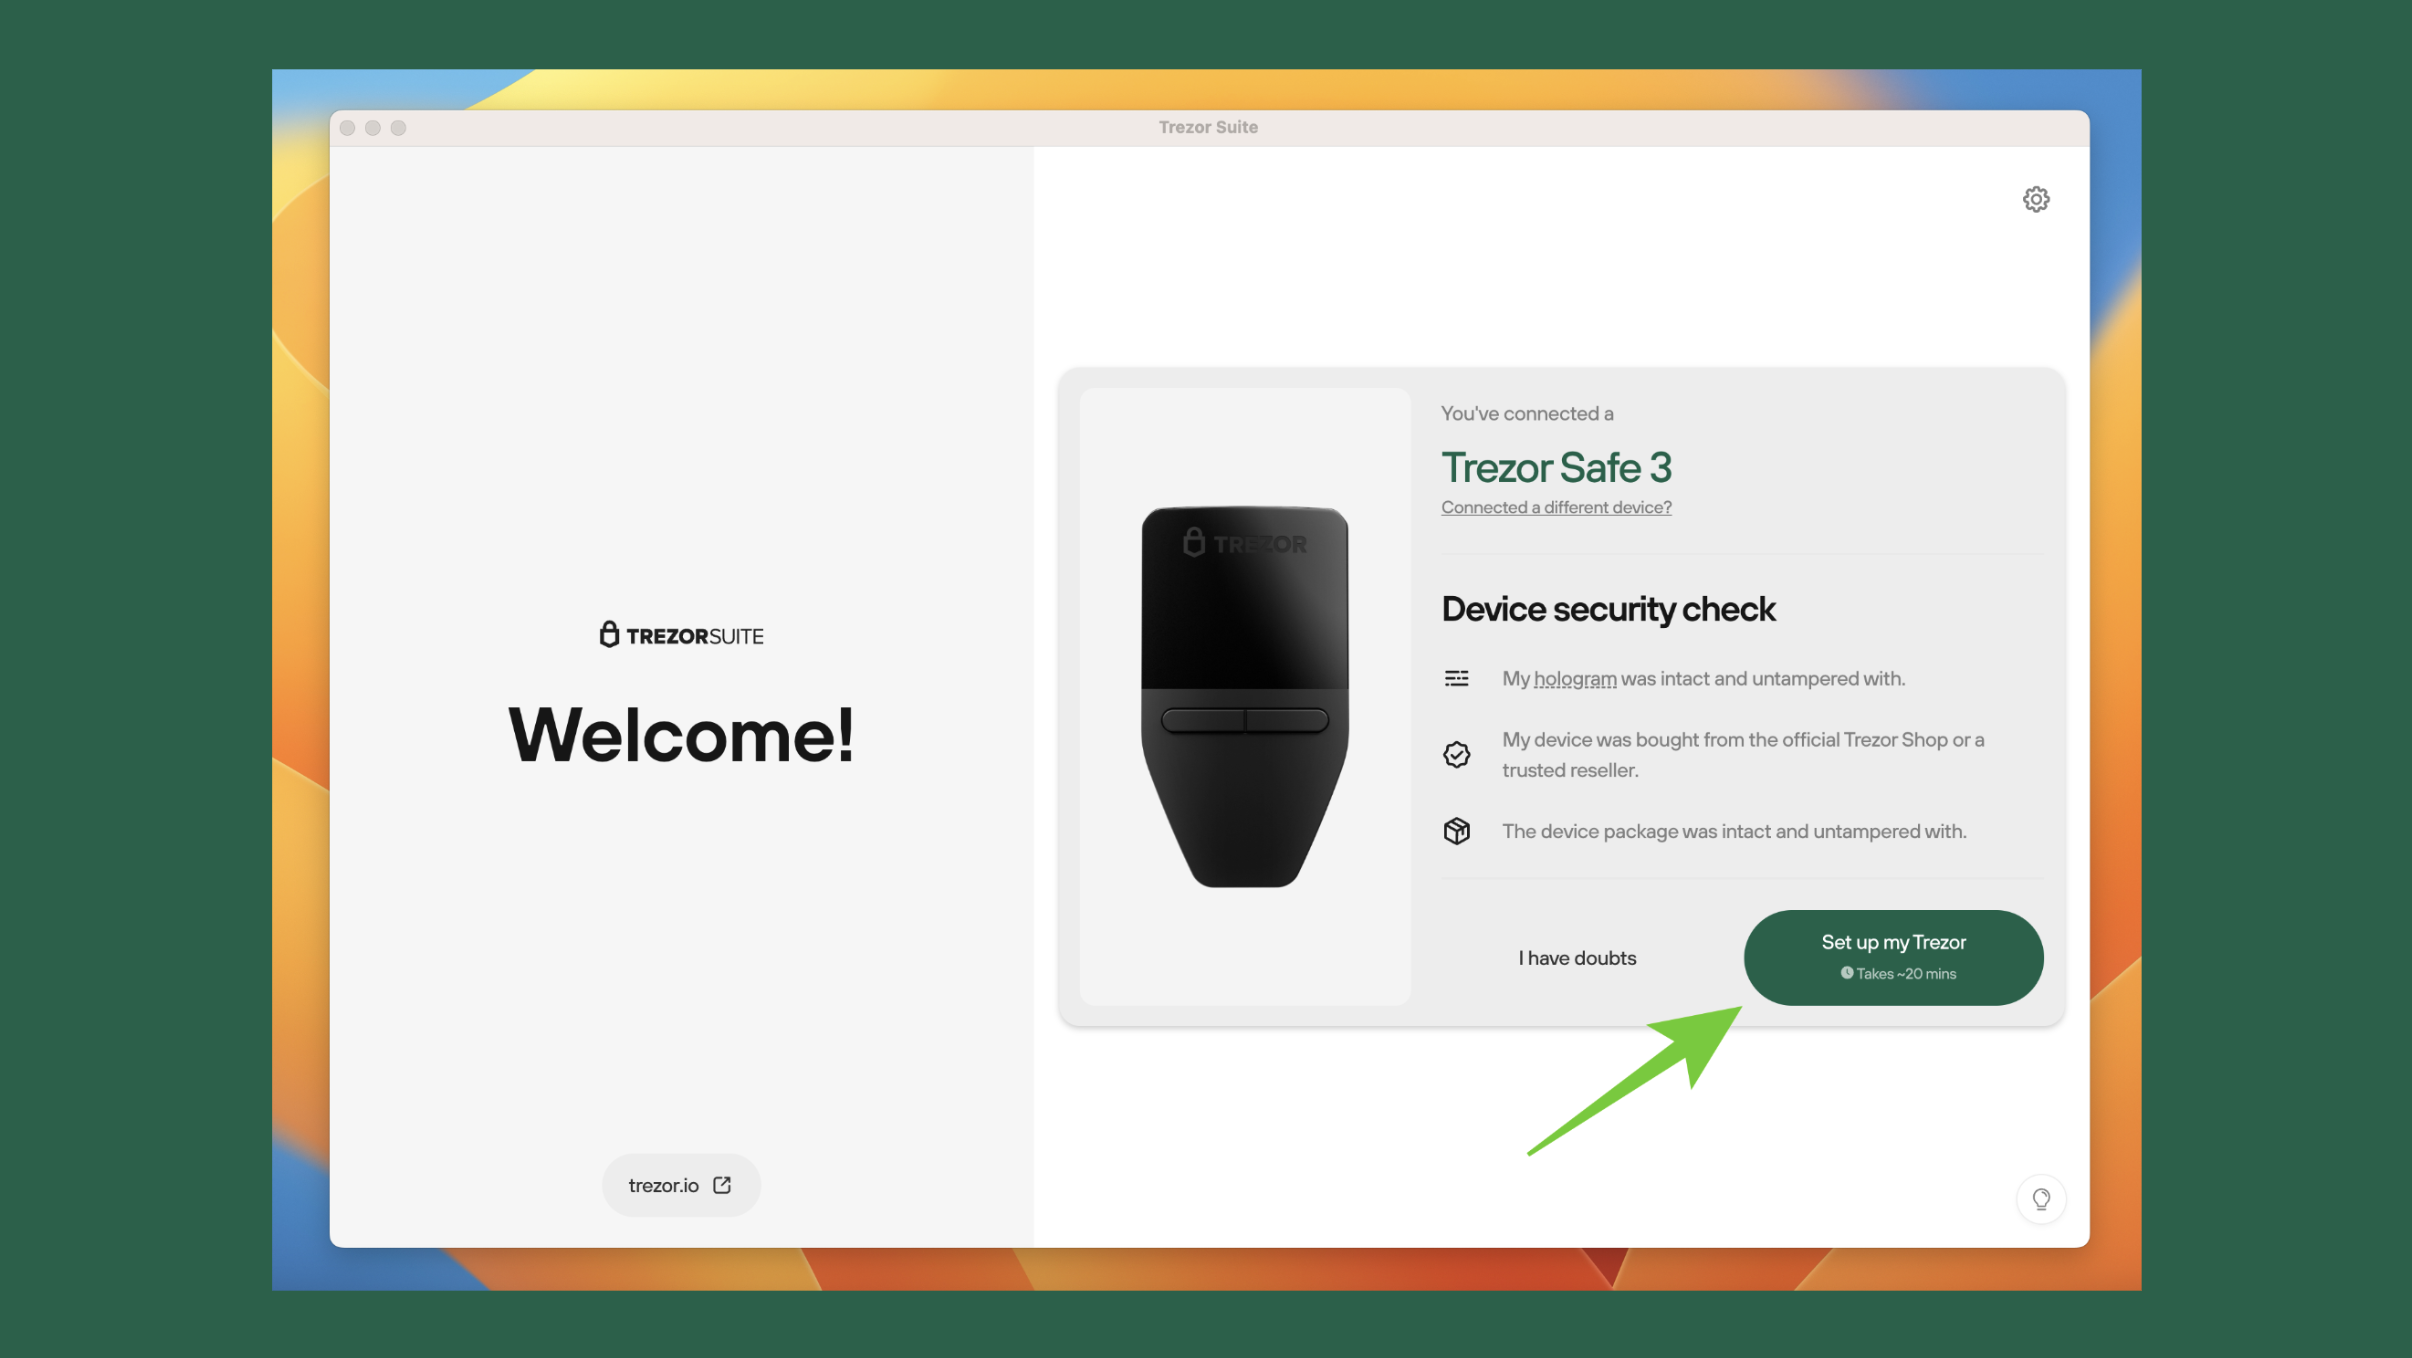 Trezor Suite
TREZORSUITE
Welcome!
trezor.io
TREZOR
You've connected a
Trezor Safe 3
Connected a different device?
Device security check
My hologram was intact and untampered with.
My device was bought from the official Trezor Shop or a
trusted reseller.
The device package was intact and untampered with.
I have doubts
Set up my Trezor
Takes ~20 mins